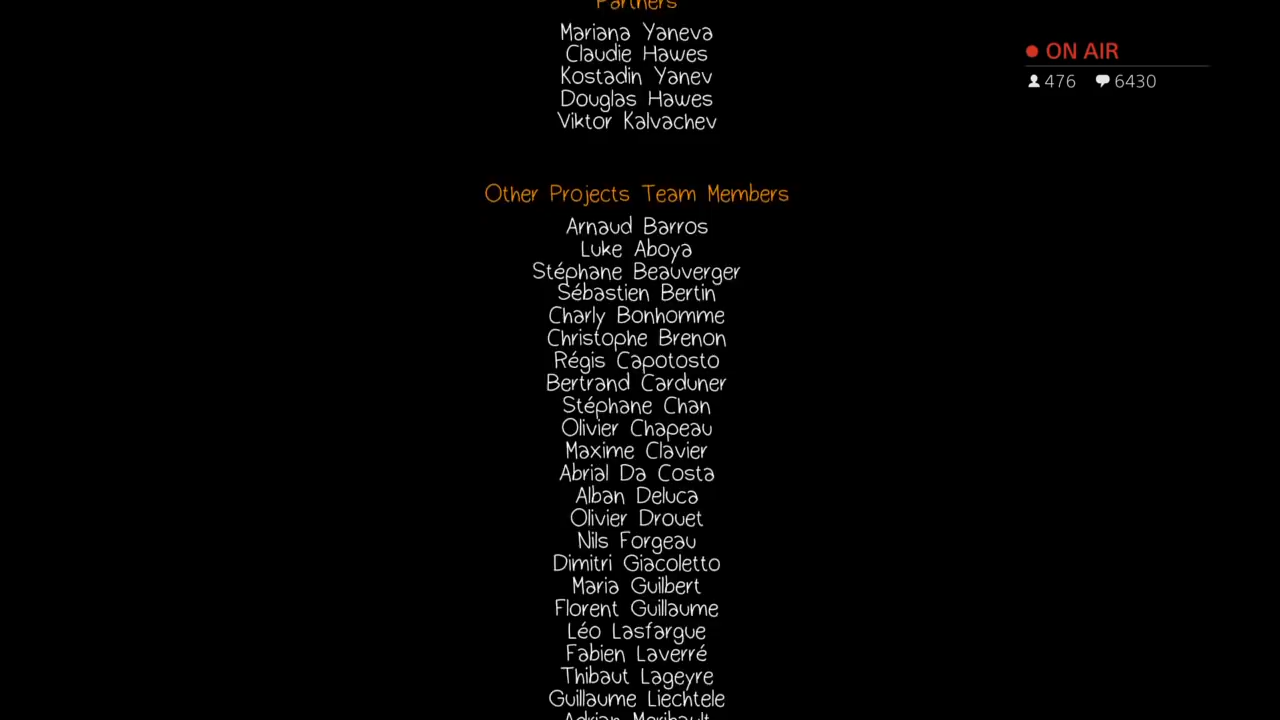 Partners
Mariana Yaneva
Claudie Hawes
Kostadin Yanev
Douglas Hawes
Viktor Kalvachev
ON AIR
476 6430
Other Projects Team Members
Arnaud Barros
Luke Aboya
Stéphane Beauverger
Sébastien Bertin
Charly Bonhomme
Christophe Brenon
Régis Capotosto
Bertrand Carduner
Stéphane Chan
Olivier Chapeau
Maxime Clavier
Abrial Da Costa
Alban Deluca
Olivier Drouet
Nils Forgeau
Dimitri Giacoletto
Maria Guilbert
Florent Guillaume
Léo Lasfargue
Fabien Laverré
Thibaut Lageyre
Guillaume Liechtele
Adrian